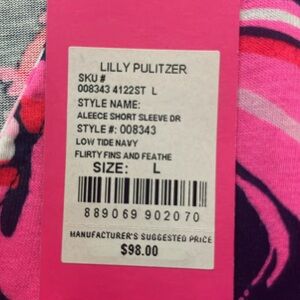 LILLY PULITZER
SKU #
008343 4122ST L
STYLE NAME:
ALEECE SHORT SLEEVE DR
STYLE #: 008343
LOW TIDE NAVY
FLIRTY FINS AND FEATHE
SIZE: L
889069 902070
MANUFACTURER'S SUGGESTED PRICE
$98.00